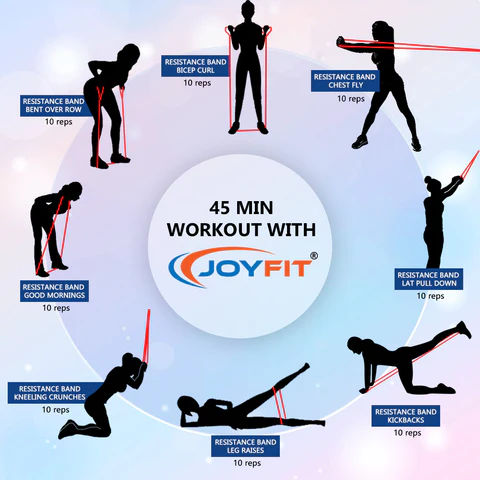 RESISTANCE BAND
BICEP CURL
10 reps
RESISTANCE BAND
CHEST FLY
10 reps
RESISTANCE BAND
BENT OVER ROW
10 reps
45 MIN
WORKOUT WITH
JOYFIT®
RESISTANCE BAND
LAT PULL DOWN
10 reps
RESISTANCE BAND
GOOD MORNINGS
10 reps
RESISTANCE BAND
KNEELING CRUNCHES
10 reps
RESISTANCE BAND
KICKBACKS
10 reps
RESISTANCE BAND
LEG RAISES
10 reps